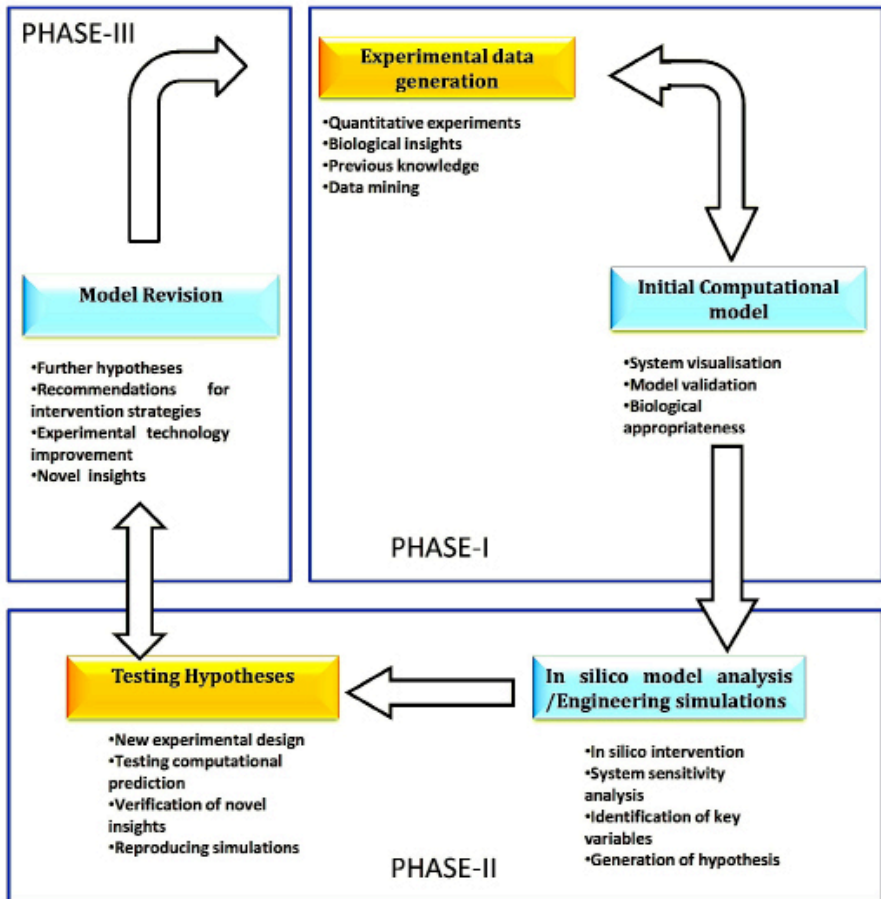 PHASE-III
Experimental data
generation
•Quantitative experiments
•Biological insights
•Previous knowledge
•Data mining
Model Revision
•Further hypotheses
•Recommendations for
intervention strategies
•Experimental technology
improvement
•Novel insights
Initial Computational
model
•System visualisation
•Model validation
•Biological
appropriateness
PHASE-I
Testing Hypotheses
•New experimental design
•Testing computational
prediction
•Verification of novel
insights
•Reproducing simulations
In silico model analysis
/Engineering simulations
•In silico intervention
•System sensitivity
analysis
•Identification of key
variables
•Generation of hypothesis
PHASE-II